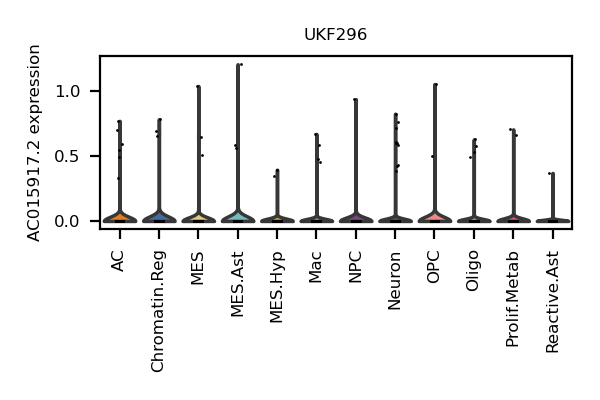 UKF296
AC015917.2 expression
1.0
0.5
0.0
AC
Chromatin.Reg
MES
MES.Ast
MES.Hyp
Mac
NPC
Neuron
OPC
Oligo
Prolif.Metab
Reactive.Ast